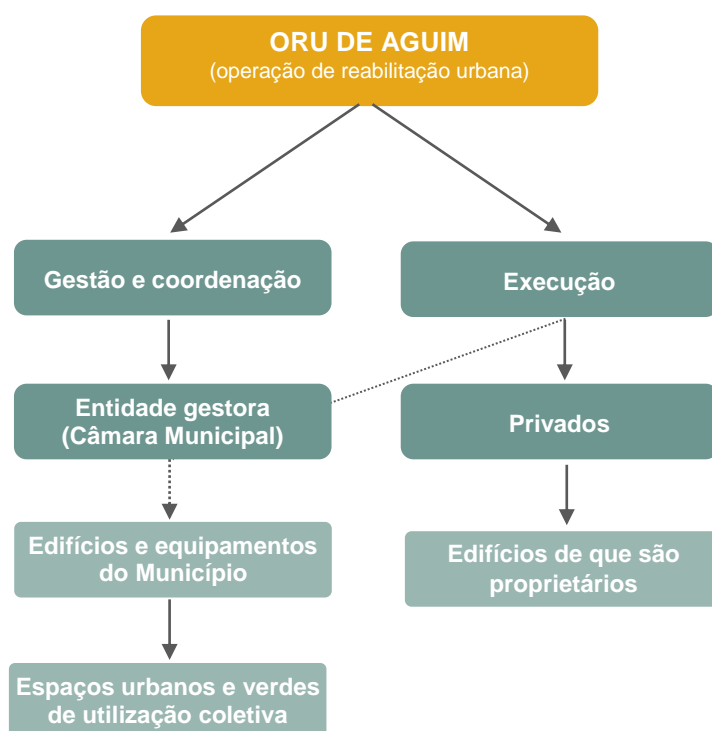 ORU DE AGUIM
(operação de reabilitação urbana)
Gestão e coordenação
Execução
Entidade gestora
(Câmara Municipal)
Privados
Edifícios e equipamentos
do Município
Edifícios de que são
proprietários
Espaços urbanos e verdes
de utilização coletiva